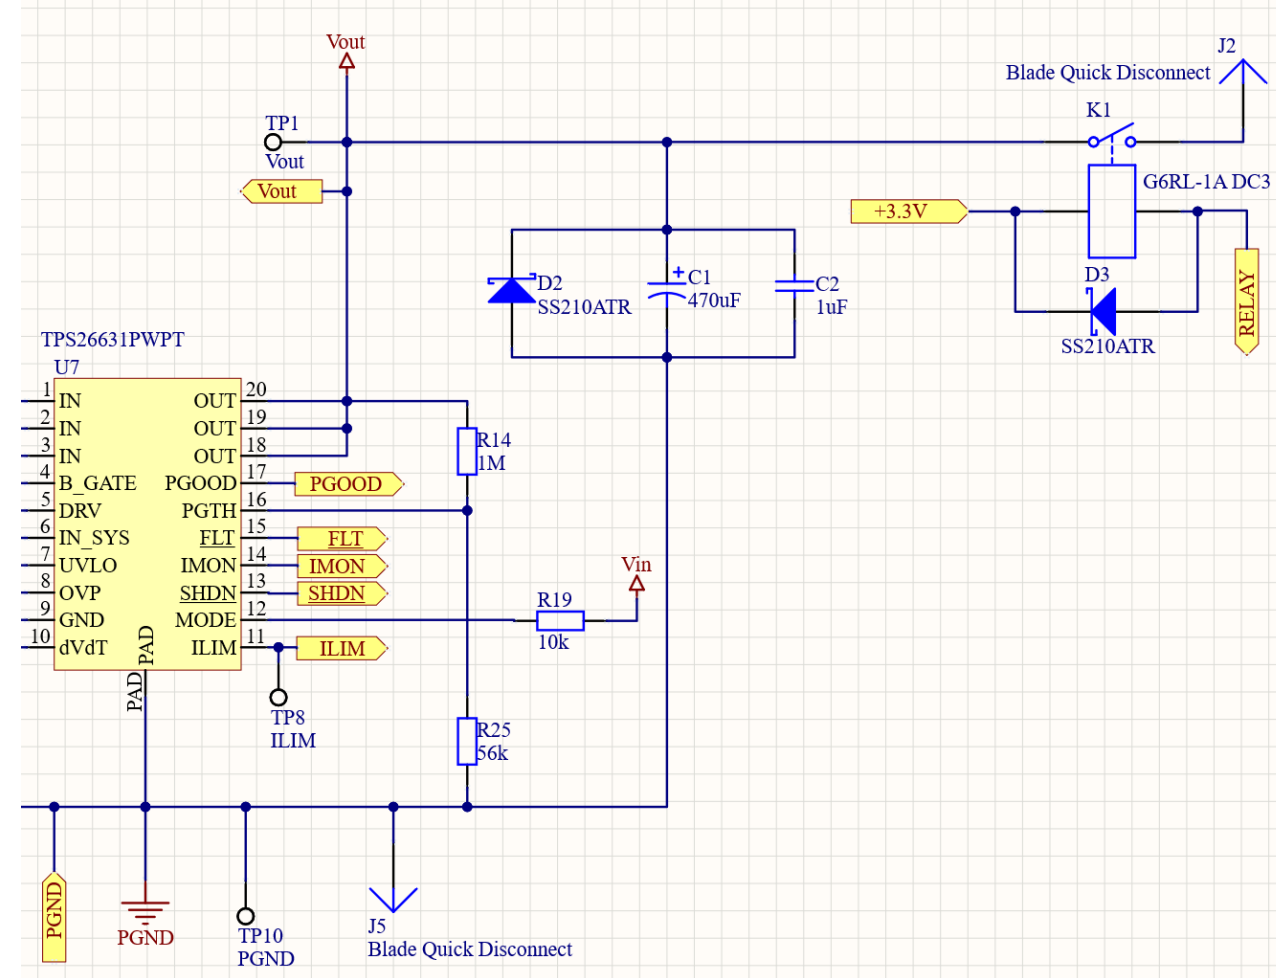 Vout
J2
Blade Quick Disconnect
K1
TP1
Vout
Vout
G6RL-1A DC3
+3.3V
D3
SS210ATR
RELAY
D2
SS210ATR
C1
470uF
C2
1uF
TPS26631PWPT
U7
1 IN
2 IN
3 IN
4 B_GATE
5 DRV
6 IN_SYS
7 UVLO
8 OVP
9 GND
10 dVdT
OUT 20
OUT 19
OUT 18
PGOOD 17
PGTH 16
FLT 15
IMON 14
SHDN 13
MODE 12
ILIM 11
PAD
PAD
R14
1M
PGOOD
FLT
IMON
SHDN
ILIM
Vin
R19
10k
TP8
ILIM
R25
56k
PGND
PGND
TP10
PGND
J5
Blade Quick Disconnect